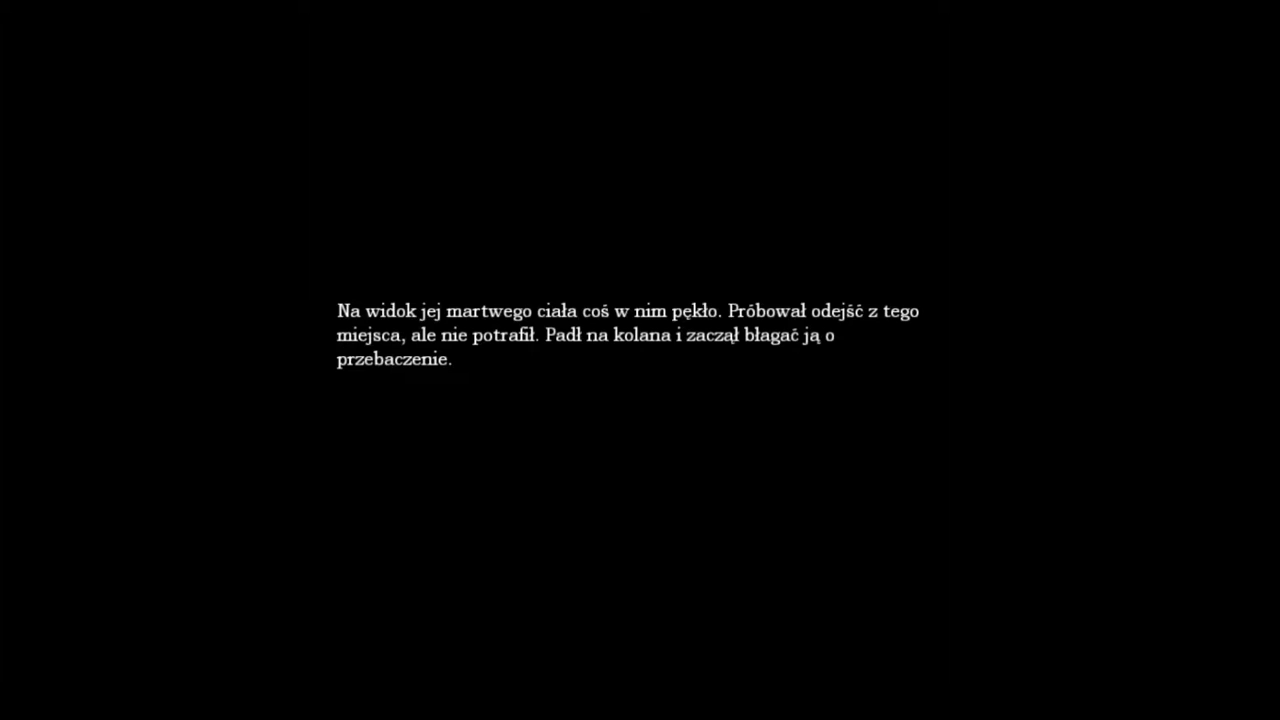 Na widok jej martwego ciała coś w nim pękło. Próbował odejść z tego
miejsca, ale nie potrafił. Padł na kolana i zaczął błagać ją o
przebaczenie.